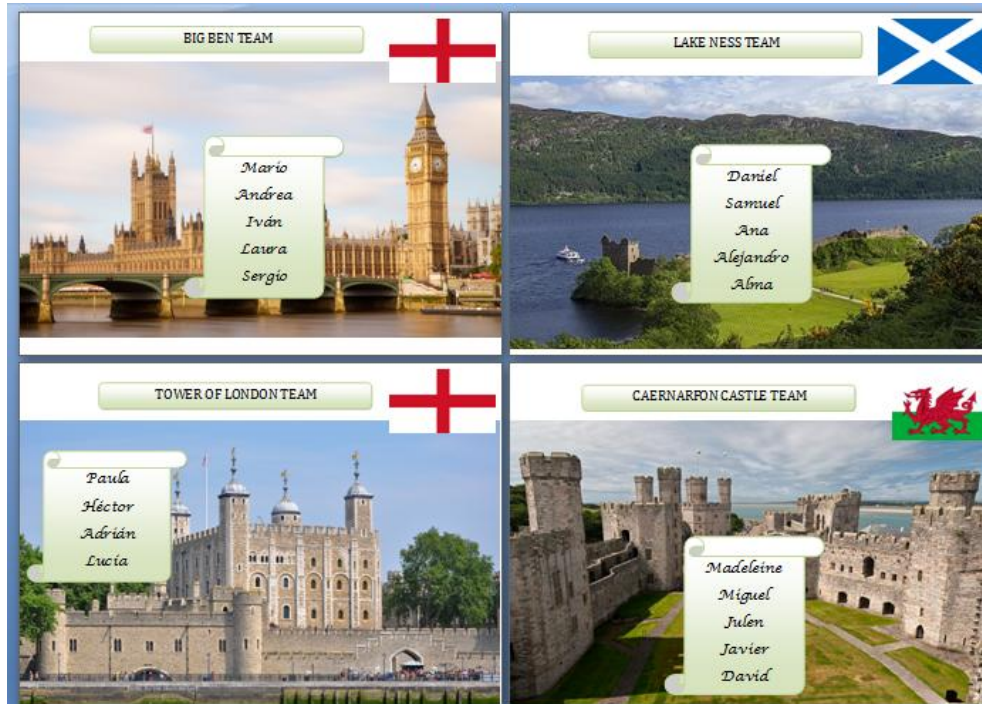 BIG BEN TEAM
Mario
Andrea
Iván
Laura
Sergio
LAKE NESS TEAM
Daniel
Samuel
Ana
Alejandro
Alma
TOWER OF LONDON TEAM
Paula
Héctor
Adrián
Lucía
CAERNARFON CASTLE TEAM
Madeleine
Miguel
Julen
Javier
David